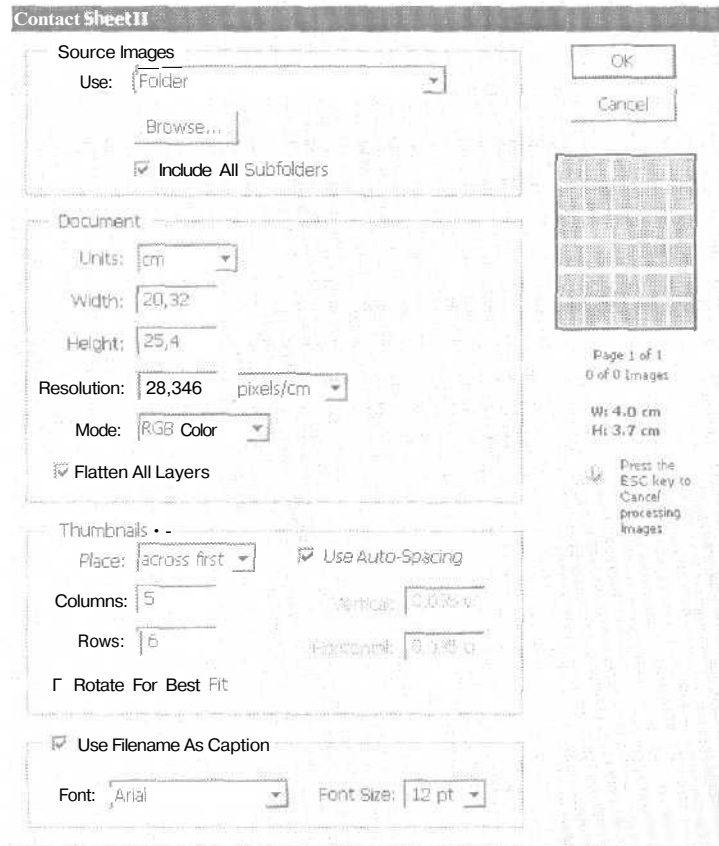 Contact Sheet II
Source Images
Use: Folder
Browse...
Include All Subfolders
Document
Units: cm
Width: 20,32
Height: 25,4
Resolution: 28,346 pixels/cm
Mode: RGB Color
Flatten All Layers
Thumbnails
Place: across first
Use Auto-Spacing
Columns: 5
Vertical:
Rows: 6
Horizontal:
Rotate For Best Fit
Use Filename As Caption
Font: Arial
Font Size: 12 pt
OK
Cancel
Page 1 of 1
0 of 0 Images
W: 4.0 cm
H: 3.7 cm
Press the
ESC key to
Cancel
processing
images